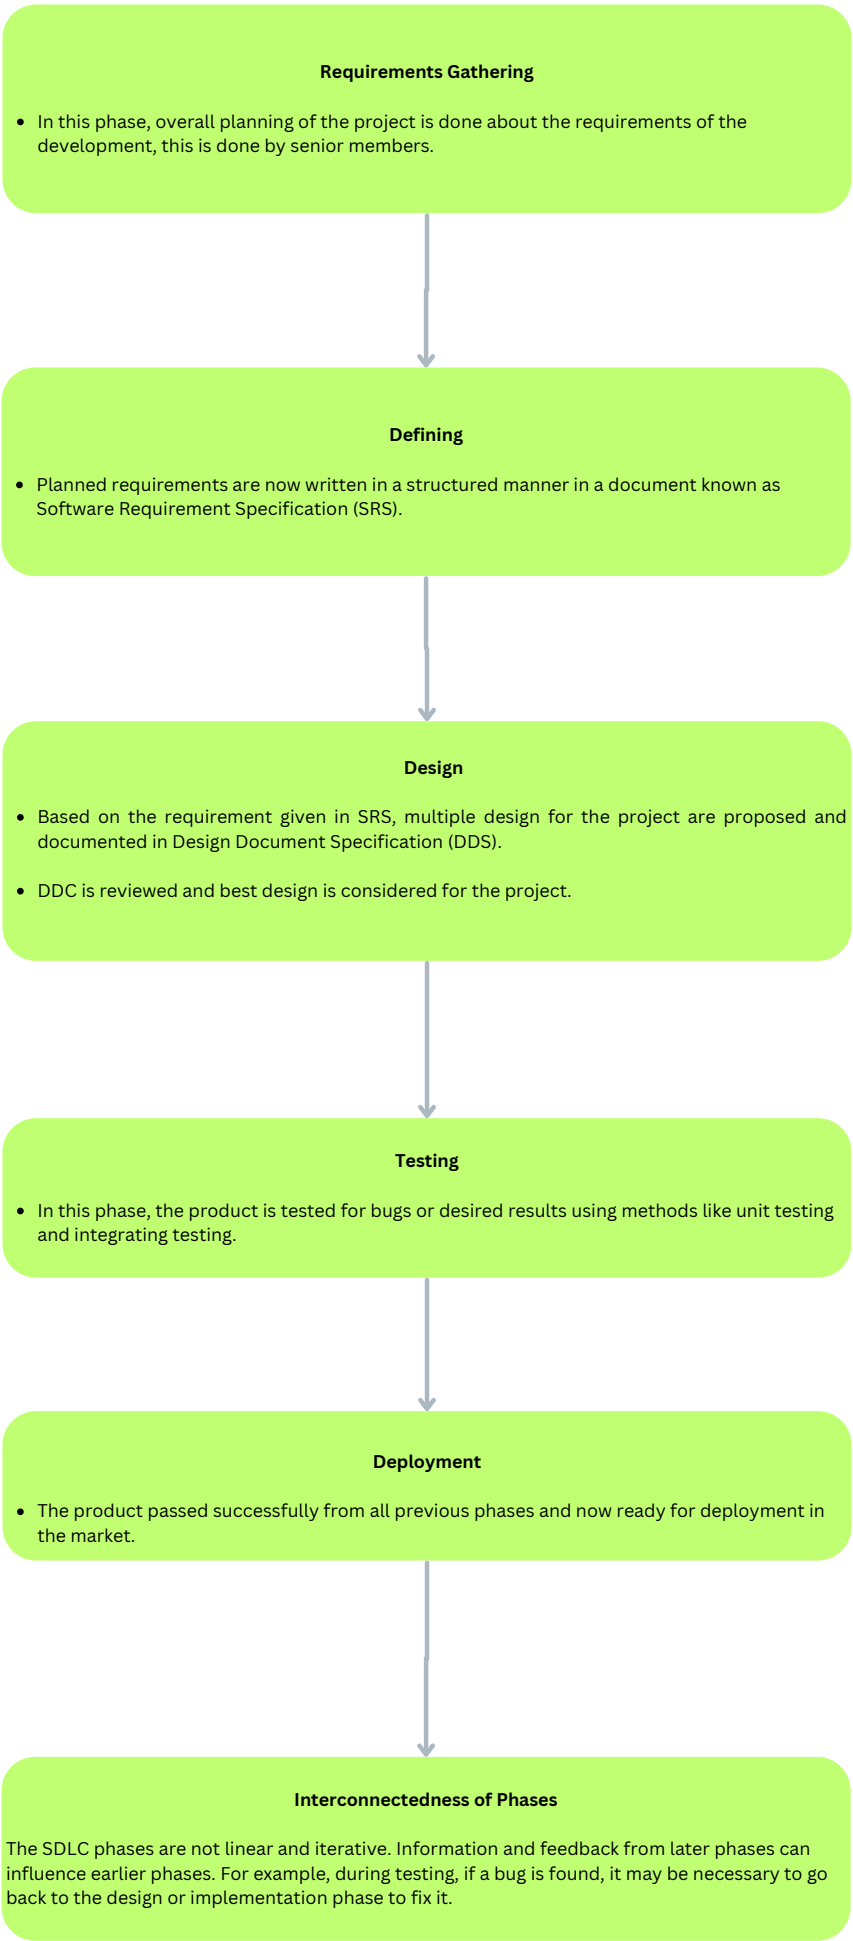 Requirements Gathering
• In this phase, overall planning of the project is done about the requirements of the
development, this is done by senior members.
Defining
• Planned requirements are now written in a structured manner in a document known as
Software Requirement Specification (SRS).
Design
• Based on the requirement given in SRS, multiple design for the project are proposed and
documented in Design Document Specification (DDS).
• DDC is reviewed and best design is considered for the project.
Testing
• In this phase, the product is tested for bugs or desired results using methods like unit testing
and integrating testing.
Deployment
• The product passed successfully from all previous phases and now ready for deployment in
the market.
Interconnectedness of Phases
The SDLC phases are not linear and iterative. Information and feedback from later phases can
influence earlier phases. For example, during testing, if a bug is found, it may be necessary to go
back to the design or implementation phase to fix it.